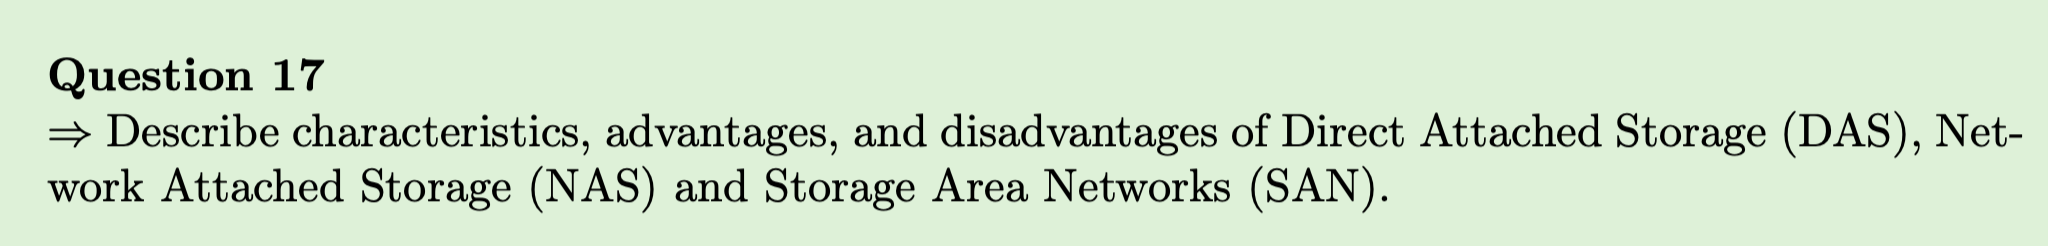 Question 17
⇒ Describe characteristics, advantages, and disadvantages of Direct Attached Storage (DAS), Net-
work Attached Storage (NAS) and Storage Area Networks (SAN).